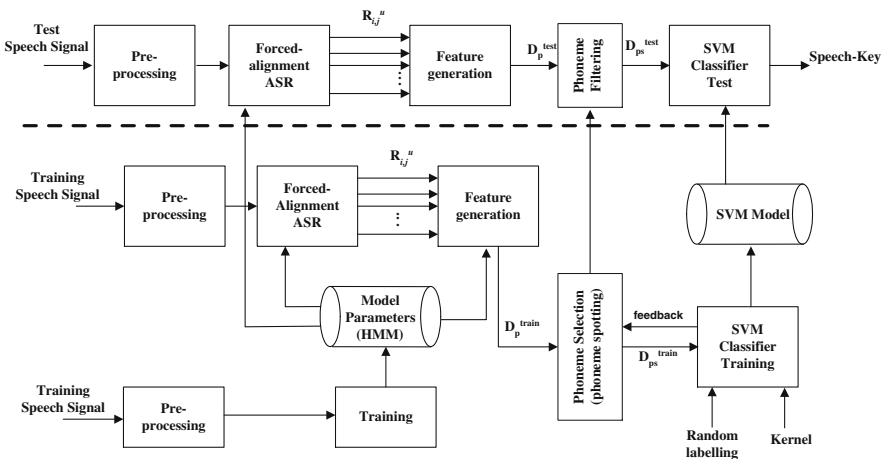 Test
Speech Signal
Pre-
processing
Forced-
alignment
ASR
R_{i,j}^u
⋮
Feature
generation
D_p^test
Phoneme
Filtering
D_ps^test
SVM
Classifier
Test
Speech-Key
Training
Speech Signal
Pre-
processing
Forced-
Alignment
ASR
R_{i,j}^u
⋮
Feature
generation
SVM Model
Model
Parameters
(HMM)
D_p^train
Phoneme Selection
(phoneme spotting)
feedback
D_ps^train
SVM
Classifier
Training
Training
Speech Signal
Pre-
processing
Training
Random
labelling
Kernel